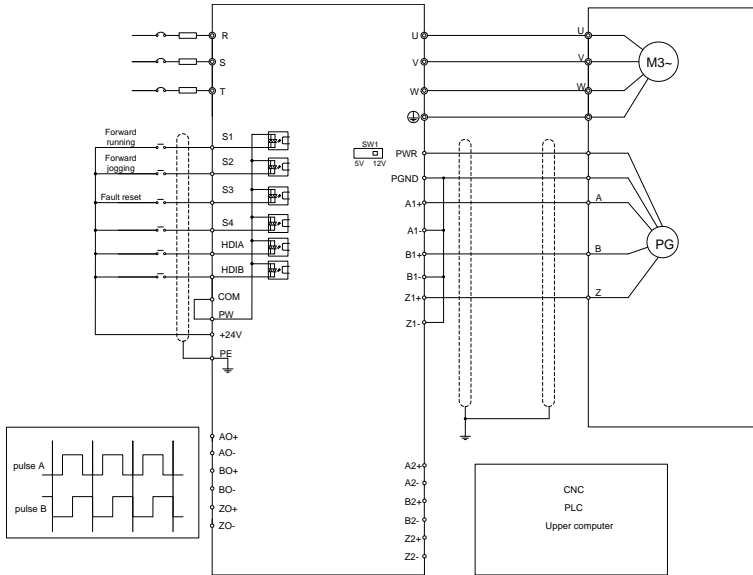 R
S
T
Forward
running
Forward
jogging
Fault reset
S1
S2
S3
S4
HDIA
HDIB
COM
PW
+24V
PE
U
V
W
SW1
5V 12V
PWR
PGND
A1+
A1-
B1+
B1-
Z1+
Z1-
U
V
W
M3~
A
B
Z
PG
pulse A
pulse B
AO+
AO-
BO+
BO-
ZO+
ZO-
A2+
A2-
B2+
B2-
Z2+
Z2-
CNC
PLC
Upper computer